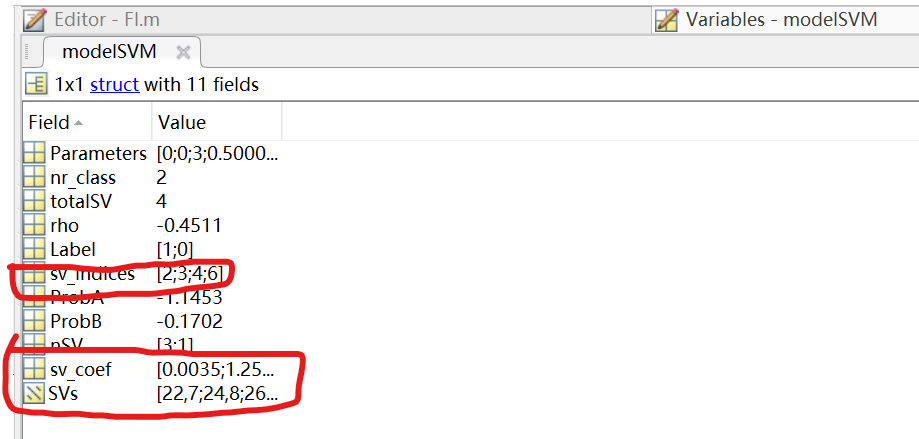 Editor - FI.m
Variables - modelSVM
modelSVM
1x1 struct with 11 fields
Field Value
Parameters [0;0;3;0.5000...
nr_class 2
totalSV 4
rho -0.4511
Label [1;0]
sv_indices [2;3;4;6]
ProbA -1.1453
ProbB -0.1702
nSV [3;1]
sv_coef [0.0035;1.25...
SVs [22,7;24,8;26...